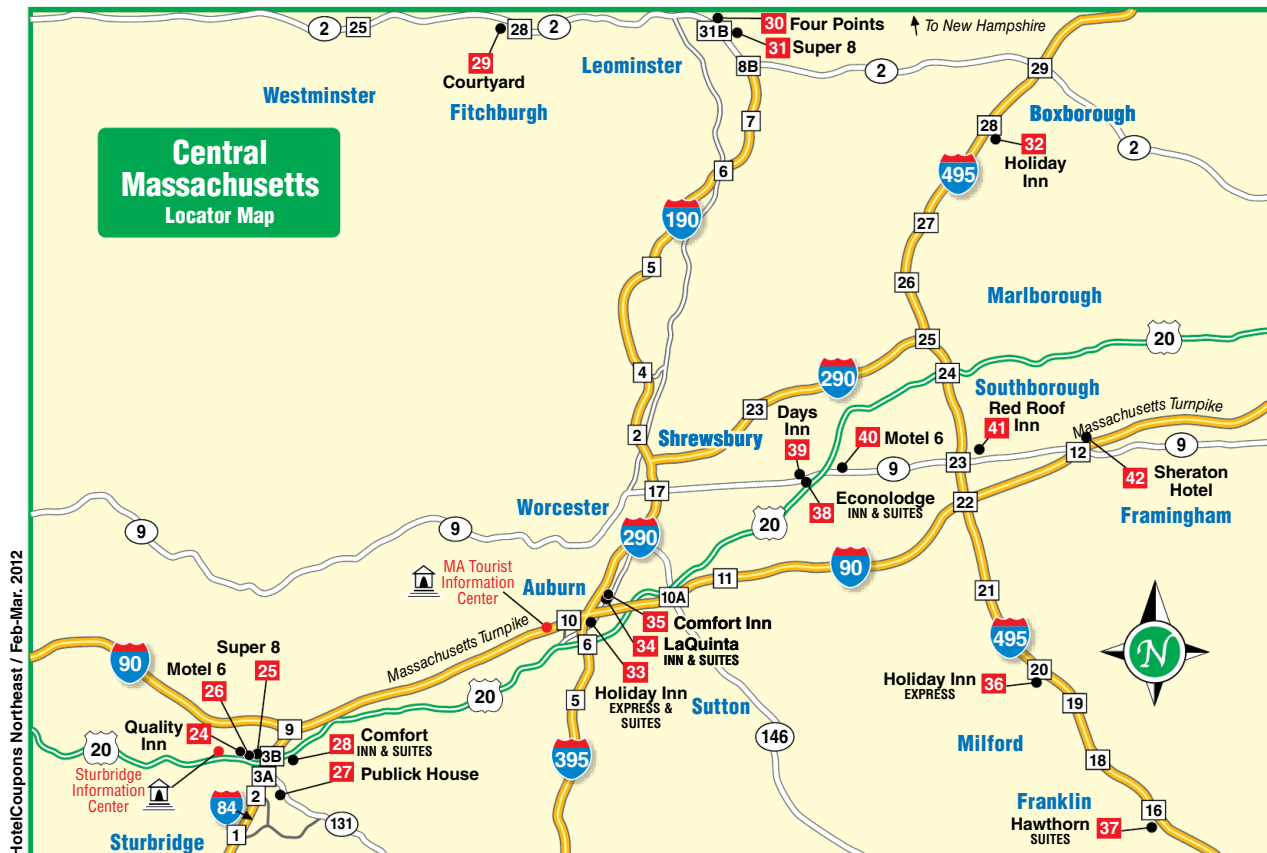 2
25
28
2
31B
30 Four Points
31 Super 8
To New Hampshire
29
Courtyard
Leominster
8B
2
29
Westminster
Fitchburgh
Boxborough
7
28
32
Holiday
Inn
2
Central
Massachusetts
Locator Map
6
495
190
27
5
26
Marlborough
25
20
4
290
24
Southborough
Red Roof
Inn
41
Massachusetts Turnpike
23
Days
Inn
39
40 Motel 6
2
Shrewsbury
9
23
12
9
42 Sheraton
Hotel
Framingham
17
Econolodge
INN & SUITES
38
22
Worcester
9
9
20
290
90
MA Tourist
Information
Center
Auburn
11
10A
21
10
35 Comfort Inn
34 LaQuinta
INN & SUITES
6
33
Holiday Inn
EXPRESS &
SUITES
495
Massachusetts Turnpike
90
Super 8
25
Motel 6
26
20
5
Sutton
20
Holiday Inn
EXPRESS
36
19
Quality
Inn
24
9
28 Comfort
INN & SUITES
146
Milford
20
3B
27 Publick House
395
18
Sturbridge
Information
Center
3A
2
84
Franklin
16
131
Hawthorn
SUITES
37
1
Sturbridge
N
HotelCoupons Northeast / Feb-Mar. 2012